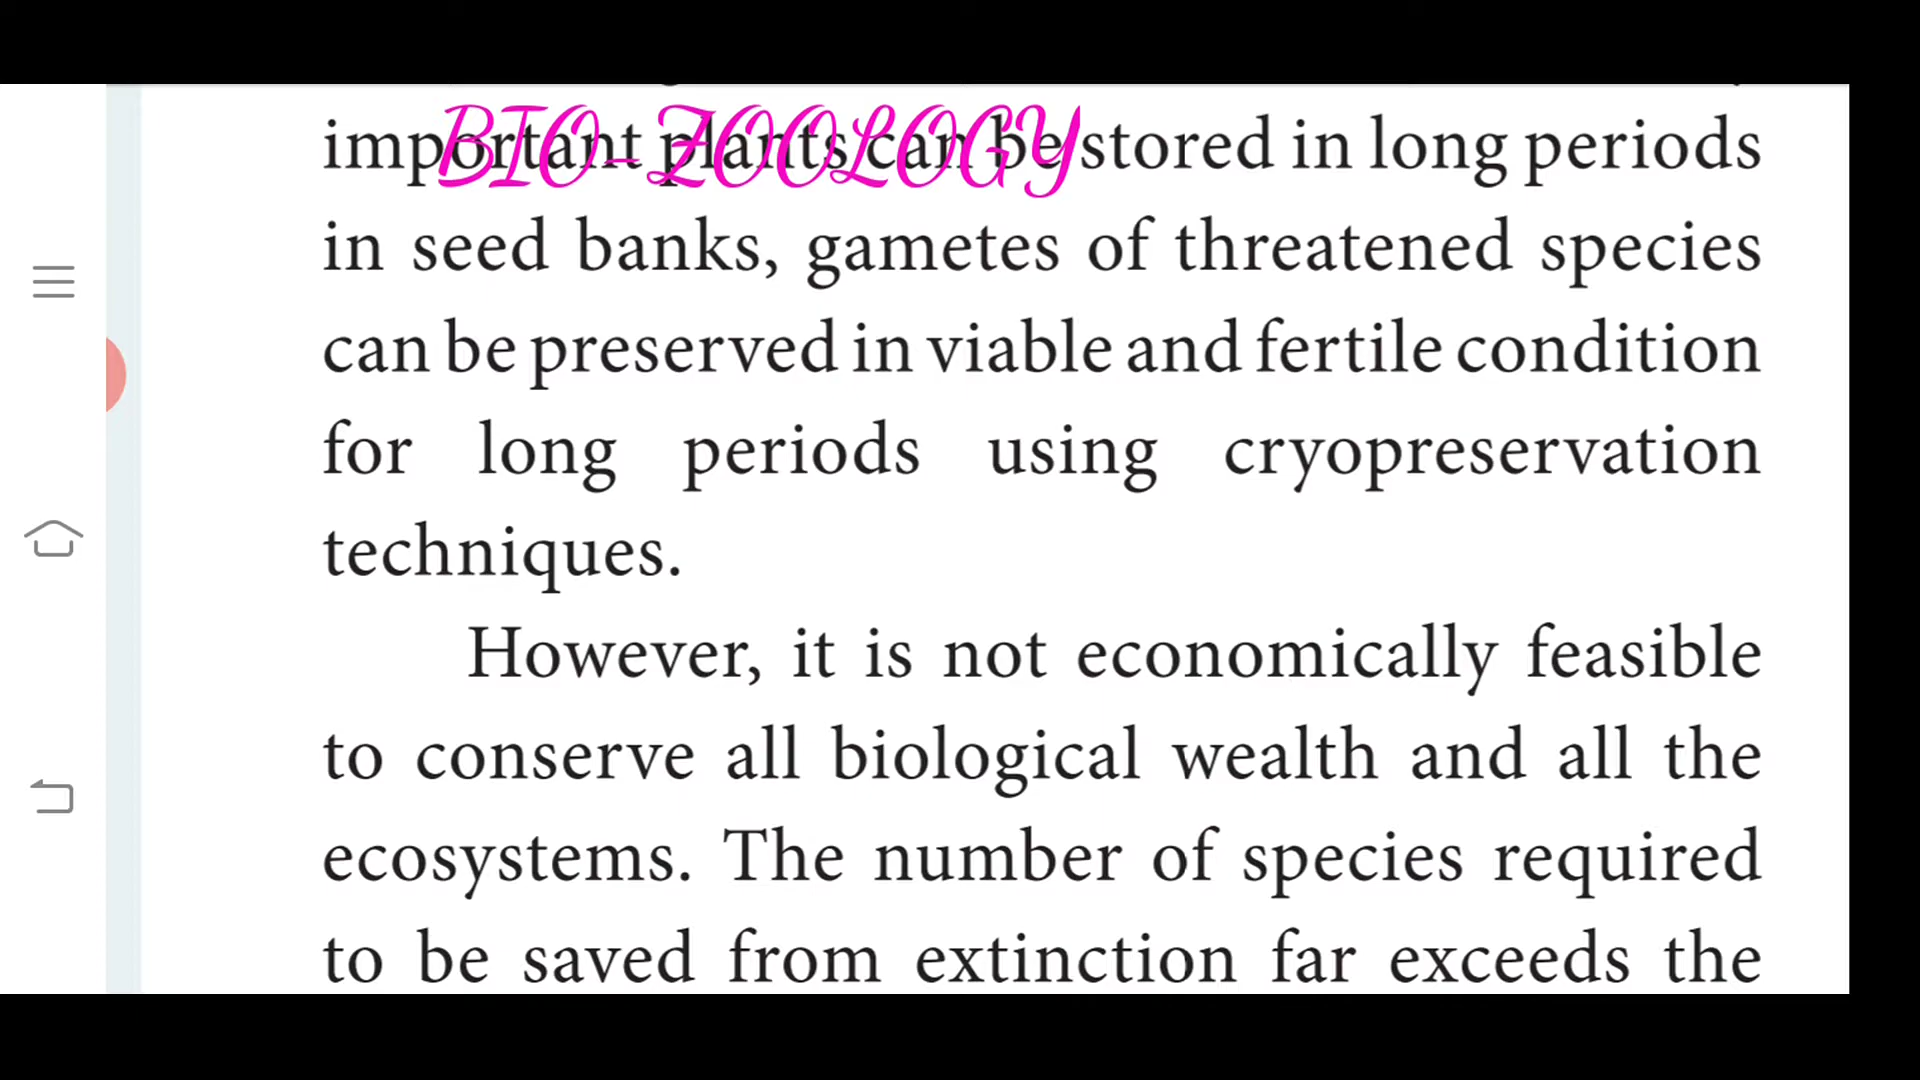 BIO-ZOOLOGY
important plants can be stored in long periods
in seed banks, gametes of threatened species
can be preserved in viable and fertile condition
for long periods using cryopreservation
techniques.
However, it is not economically feasible
to conserve all biological wealth and all the
ecosystems. The number of species required
to be saved from extinction far exceeds the